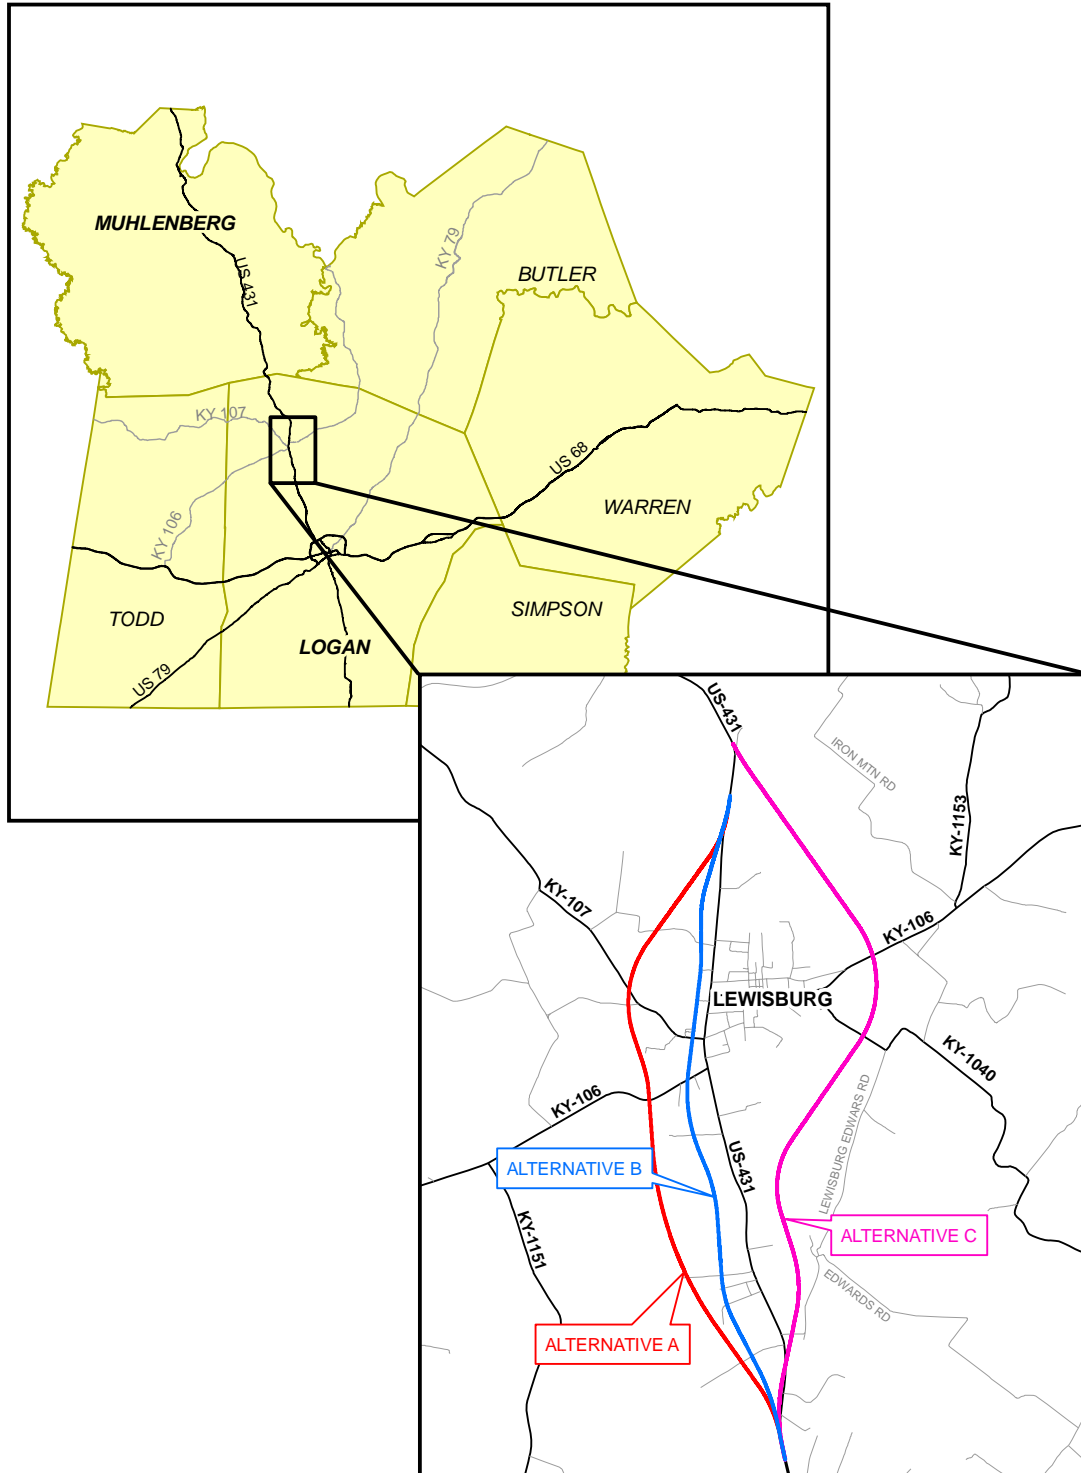 MUHLENBERG
US 431
KY 79
BUTLER
KY 107
US 68
WARREN
KY 106
TODD
SIMPSON
LOGAN
US 79
US-431
IRON MTN RD
KY-1153
KY-107
KY-106
LEWISBURG
KY-1040
KY-106
LEWISBURG EDWARS RD
US-431
ALTERNATIVE B
KY-1151
ALTERNATIVE C
EDWARDS RD
ALTERNATIVE A